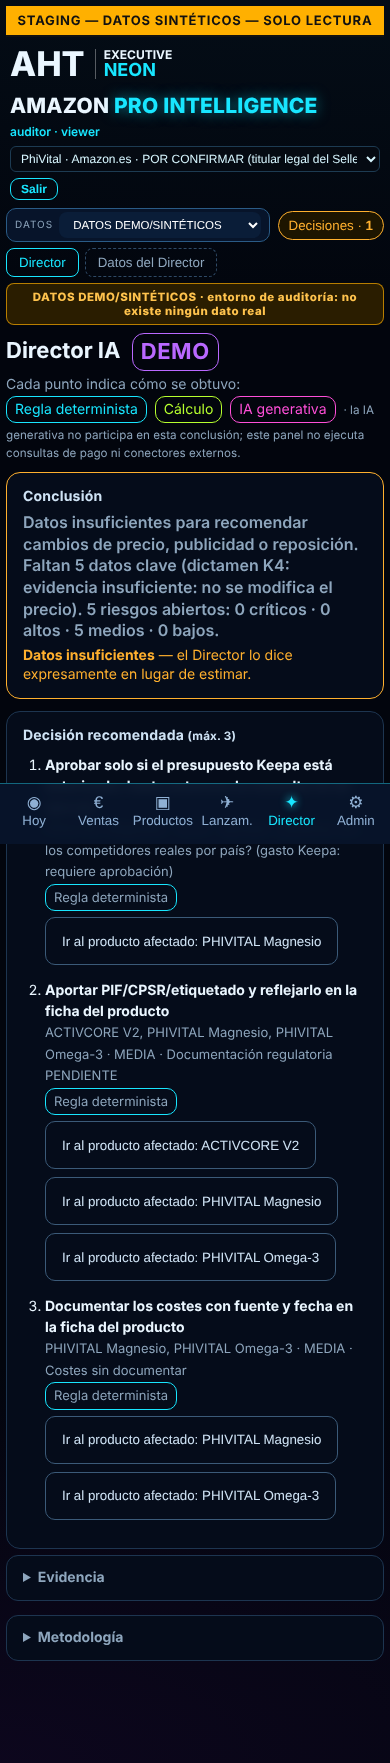 STAGING — DATOS SINTÉTICOS — SOLO LECTURA
AHT
EXECUTIVE
NEON
AMAZON PRO INTELLIGENCE
auditor · viewer
PhiVital · Amazon.es · POR CONFIRMAR (titular legal del Selle
Salir
DATOS DATOS DEMO/SINTÉTICOS
Decisiones · 1
Director
Datos del Director
DATOS DEMO/SINTÉTICOS · entorno de auditoría: no
existe ningún dato real
Director IA DEMO
Cada punto indica cómo se obtuvo:
Regla determinista Cálculo IA generativa · la IA
generativa no participa en esta conclusión; este panel no ejecuta
consultas de pago ni conectores externos.
Conclusión
Datos insuficientes para recomendar
cambios de precio, publicidad o reposición.
Faltan 5 datos clave (dictamen K4:
evidencia insuficiente: no se modifica el
precio). 5 riesgos abiertos: 0 críticos · 0
altos · 5 medios · 0 bajos.
Datos insuficientes — el Director lo dice
expresamente en lugar de estimar.
Decisión recomendada (máx. 3)
1. Aprobar solo si el presupuesto Keepa está
◉ € ▣ ✈ ✦ ⚙
Hoy Ventas Productos Lanzam. Director Admin
los competidores reales por país? (gasto Keepa:
requiere aprobación)
Regla determinista
Ir al producto afectado: PHIVITAL Magnesio
2. Aportar PIF/CPSR/etiquetado y reflejarlo en la
ficha del producto
ACTIVCORE V2, PHIVITAL Magnesio, PHIVITAL
Omega-3 · MEDIA · Documentación regulatoria
PENDIENTE
Regla determinista
Ir al producto afectado: ACTIVCORE V2
Ir al producto afectado: PHIVITAL Magnesio
Ir al producto afectado: PHIVITAL Omega-3
3. Documentar los costes con fuente y fecha en
la ficha del producto
PHIVITAL Magnesio, PHIVITAL Omega-3 · MEDIA ·
Costes sin documentar
Regla determinista
Ir al producto afectado: PHIVITAL Magnesio
Ir al producto afectado: PHIVITAL Omega-3
▶ Evidencia
▶ Metodología